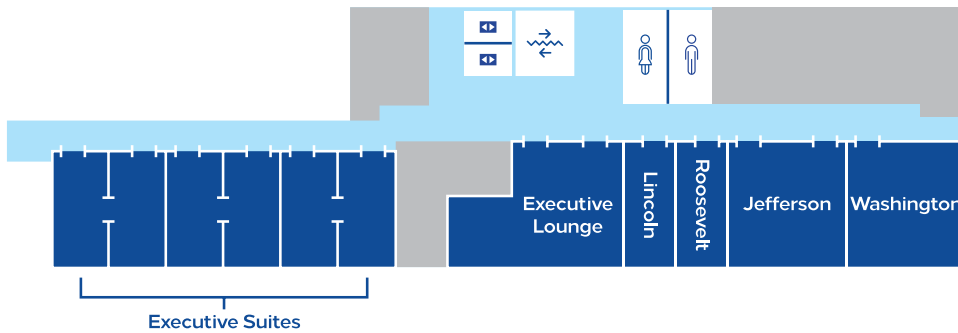 Executive
Lounge
Lincoln
Roosevelt
Jefferson
Washington
Executive Suites